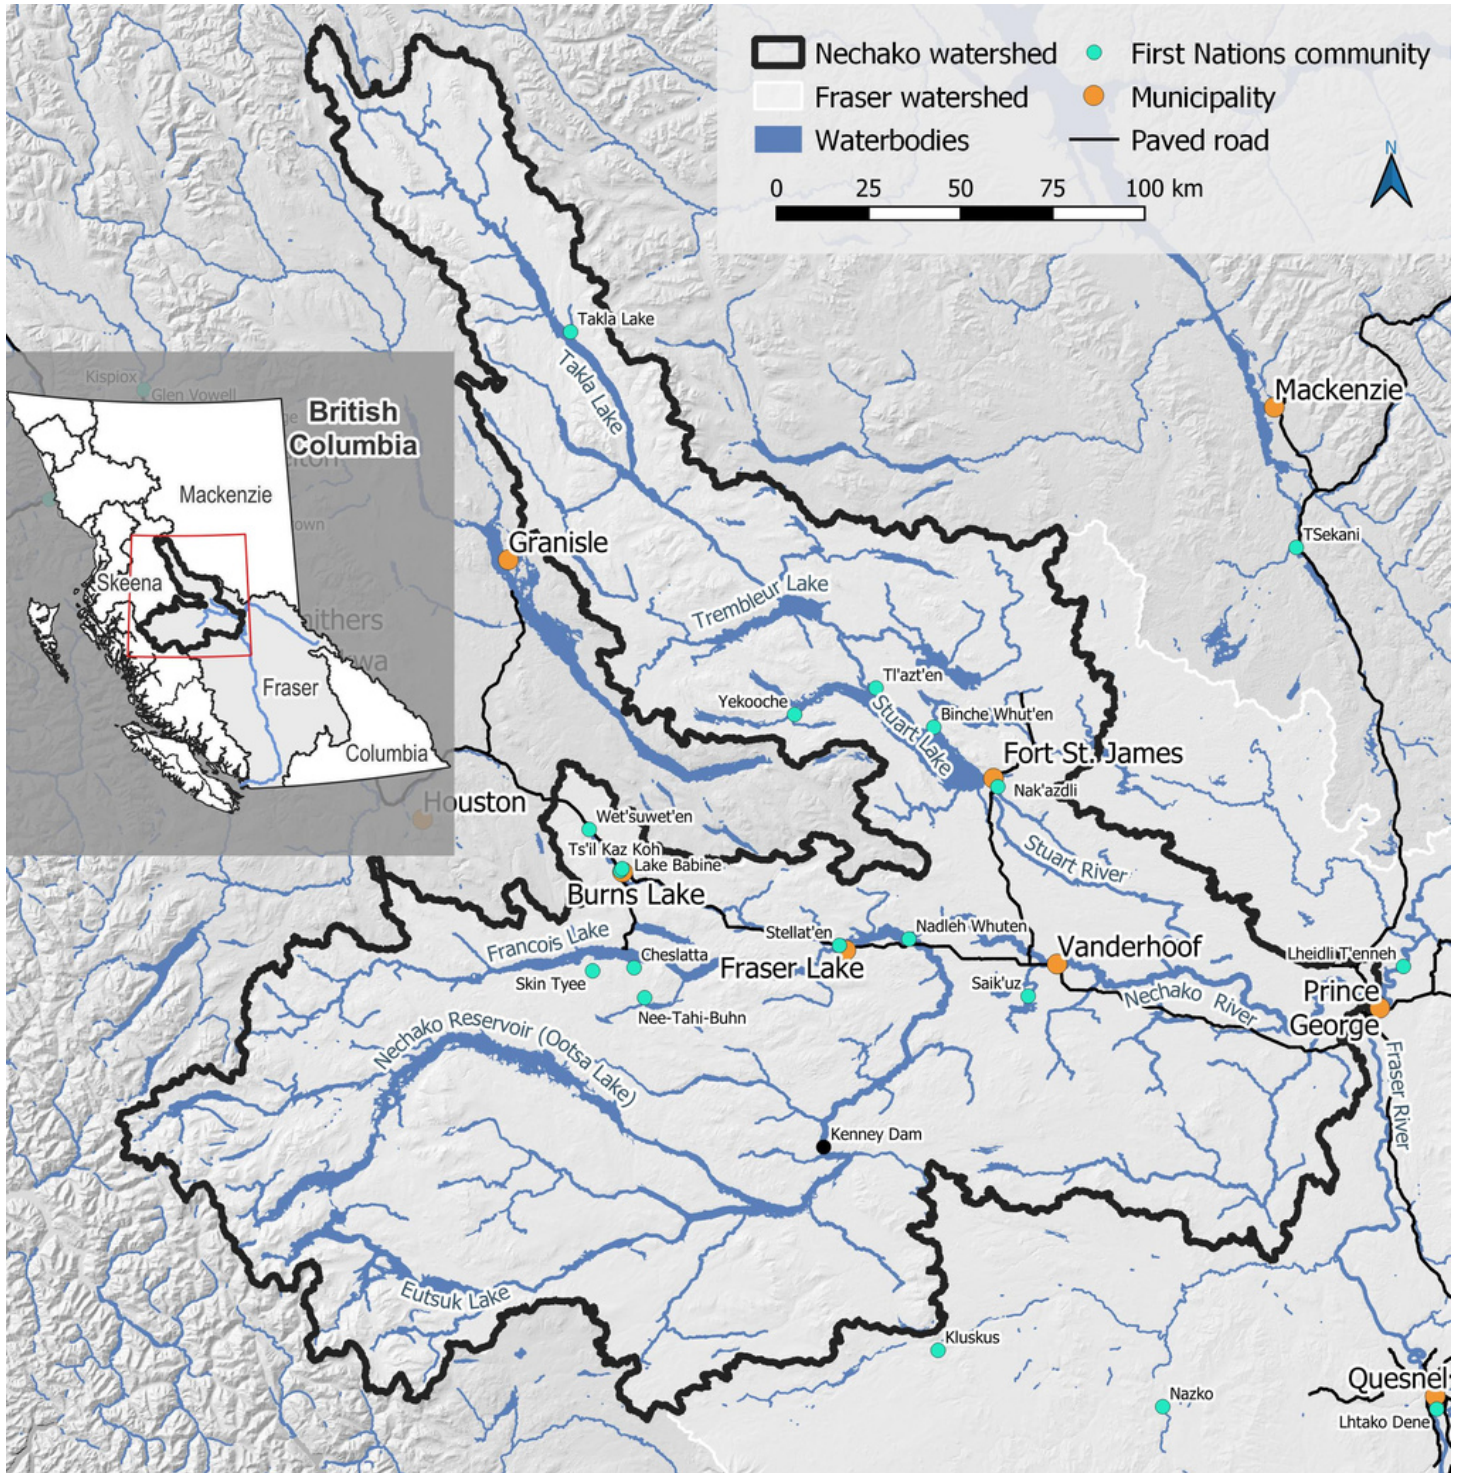 Nechako watershed
First Nations community
Fraser watershed
Municipality
Waterbodies
Paved road
0 25 50 75 100 km
N
Takla Lake
Takla Lake
Kispiox
Glen Vowell
British
Columbia
Mackenzie
Skeena
Fraser
Columbia
Mackenzie
TSekani
Granisle
Trembleur Lake
Tl'azt'en
Yekooche
Stuart Lake
Binche Whut'en
Fort St. James
Nak'azdli
Houston
Wet'suwet'en
Ts'il Kaz Koh
Lake Babine
Burns Lake
Stuart River
Francois Lake
Stellat'en
Nadleh Whuten
Vanderhoof
Lheidli T'enneh
Cheslatta
Fraser Lake
Skin Tyee
Saik'uz
Nee-Tahi-Buhn
Nechako River
Prince
George
Nechako Reservoir (Ootsa Lake)
Fraser River
Kenney Dam
Eutsuk Lake
Kluskus
Quesnel
Nazko
Lhtako Dene